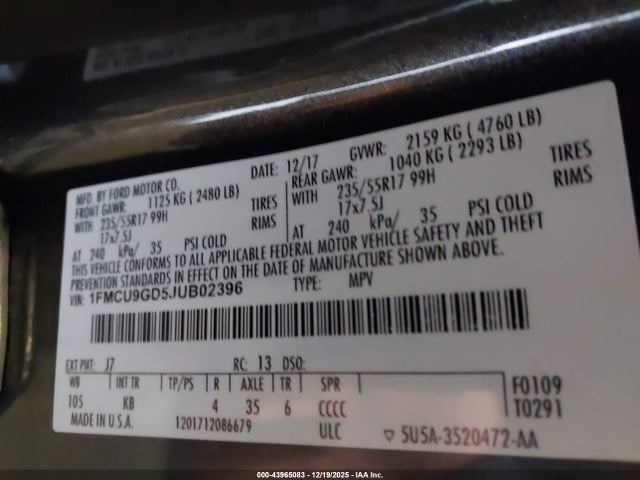 MFD. BY FORD MOTOR CO.
DATE: 12/17
GVWR: 2159 KG ( 4760 LB)
FRONT GAWR: 1125 KG ( 2480 LB)
REAR GAWR: 1040 KG ( 2293 LB)
WITH 235/55R17 99H TIRES
WITH 235/55R17 99H TIRES
17x7.5J RIMS
17x7.5J RIMS
AT 240 kPa/ 35 PSI COLD
AT 240 kPa/ 35 PSI COLD
THIS VEHICLE CONFORMS TO ALL APPLICABLE FEDERAL MOTOR VEHICLE SAFETY AND THEFT
PREVENTION STANDARDS IN EFFECT ON THE DATE OF MANUFACTURE SHOWN ABOVE.
VIN: 1FMCU9GD5JUB02396
TYPE: MPV
EXT PNT: J7 RC: 13 DSO:
WB INT TR TP/PS R AXLE TR SPR
105 KB 4 35 6 CCCC
F0109
T0291
MADE IN U.S.A. 1201712086679 ULC
5U5A-3520472-AA
000-43965083 - 12/19/2025 - IAA Inc.